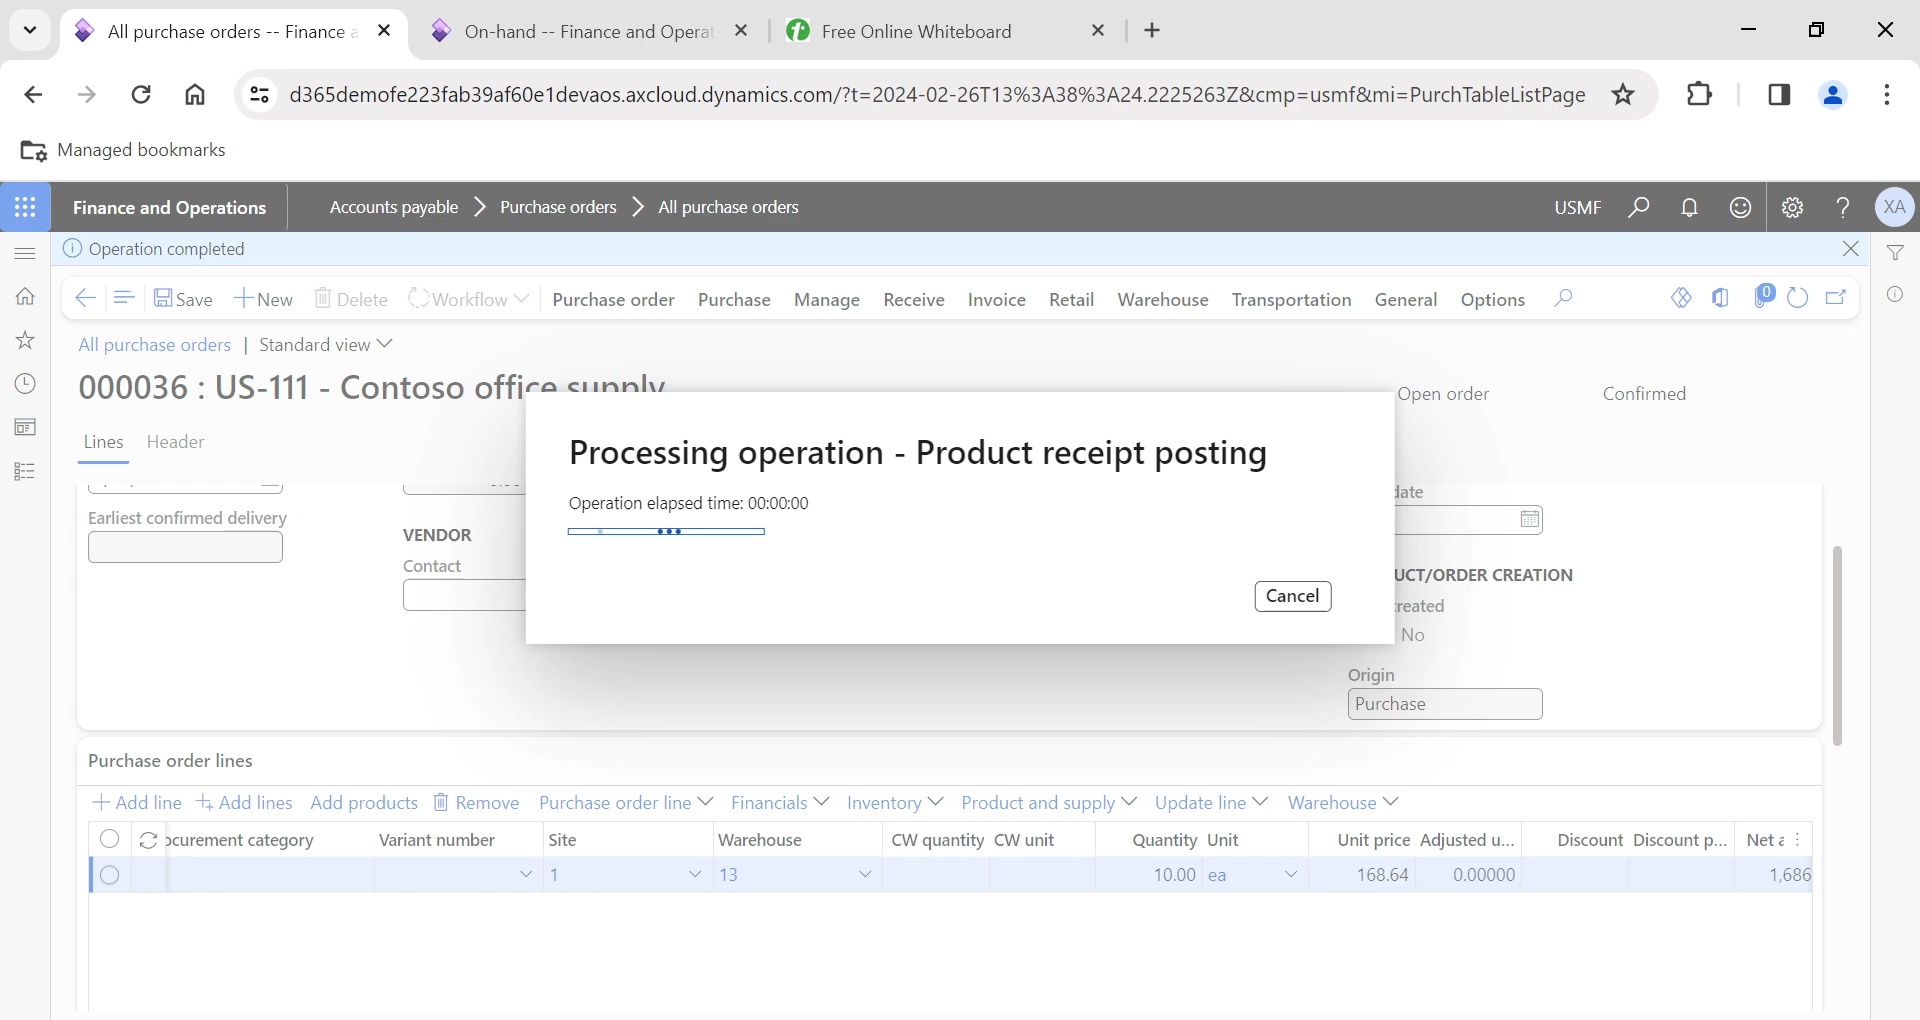 All purchase orders -- Finance a
On-hand -- Finance and Operat
Free Online Whiteboard
d365demofe223fab39af60e1devaos.axcloud.dynamics.com/?t=2024-02-26T13%3A38%3A24.2225263Z&cmp=usmf&mi=PurchTableListPage
Managed bookmarks
Finance and Operations
Accounts payable
Purchase orders
All purchase orders
USMF
XA
Operation completed
Save
New
Delete
Workflow
Purchase order
Purchase
Manage
Receive
Invoice
Retail
Warehouse
Transportation
General
Options
0
All purchase orders | Standard view
000036 : US-111 - Contoso office supply
Open order
Confirmed
Lines
Header
Processing operation - Product receipt posting
Operation elapsed time: 00:00:00
Cancel
Earliest confirmed delivery
VENDOR
Contact
date
UCT/ORDER CREATION
reated
No
Origin
Purchase
Purchase order lines
Add line
Add lines
Add products
Remove
Purchase order line
Financials
Inventory
Product and supply
Update line
Warehouse
ocurement category
Variant number
Site
Warehouse
CW quantity
CW unit
Quantity
Unit
Unit price
Adjusted u...
Discount
Discount p...
Net a
1
13
10.00
ea
168.64
0.00000
1,686